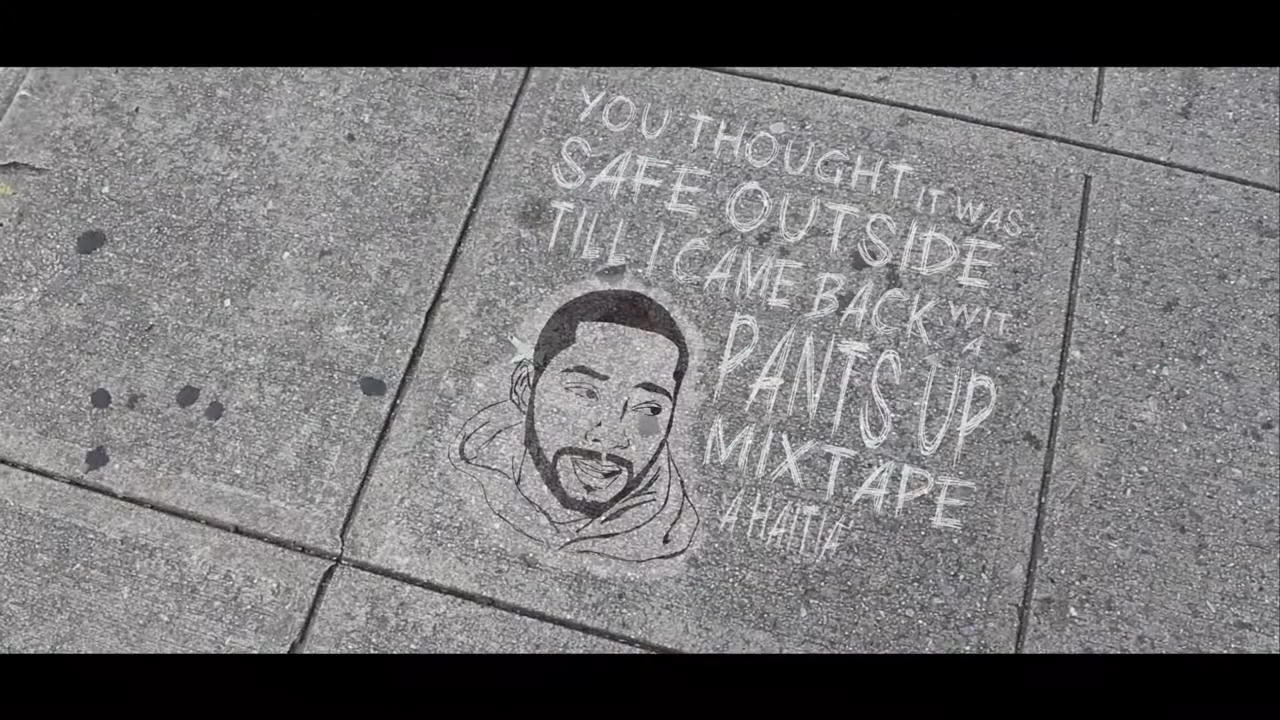 YOU THOUGHT IT WAS
SAFE OUTSIDE
TILL I CAME BACK WIT
A
PANTS UP
MIXTAPE